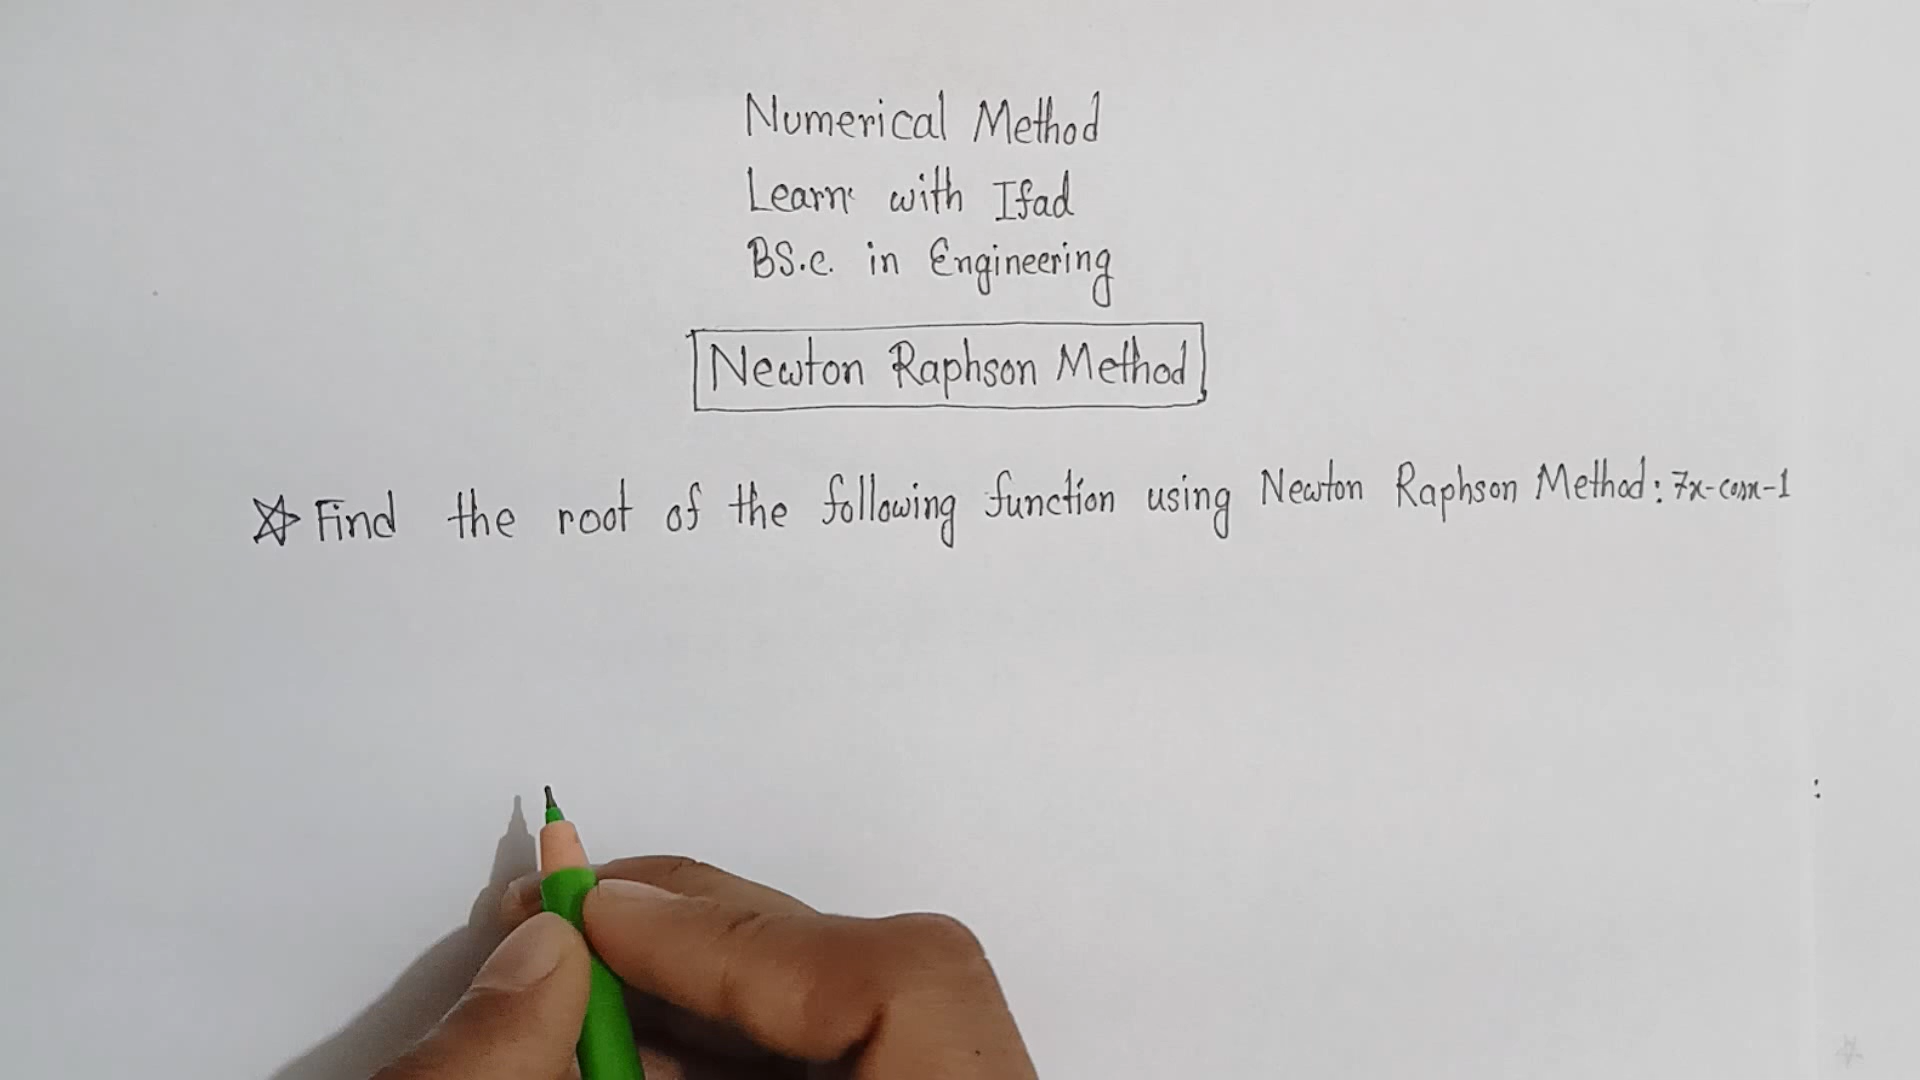 Numerical Method
Learn with Ifad
BS.c. in Engineering
Newton Raphson Method
Find the root of the following function using Newton Raphson Method: 7x-cosx-1